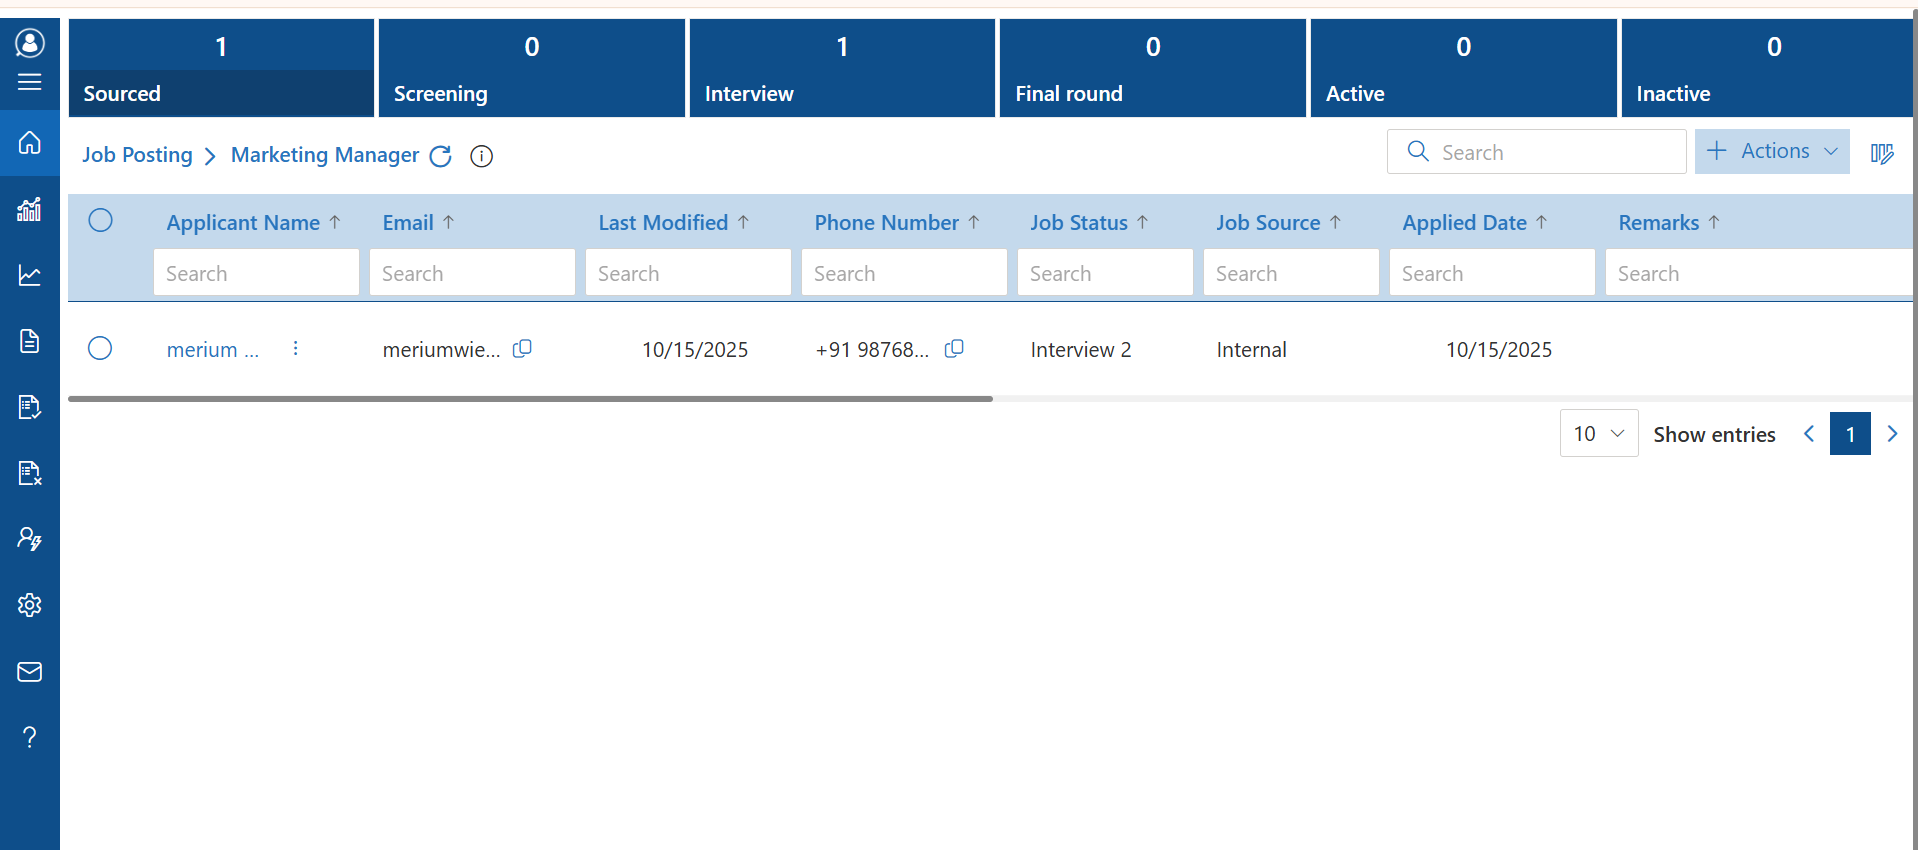 1 0 1 0 0 0
Sourced Screening Interview Final round Active Inactive
Job Posting Marketing Manager Search Actions
Applicant Name Email Last Modified Phone Number Job Status Job Source Applied Date Remarks
Search Search Search Search Search Search Search Search
merium ... meriumwie... 10/15/2025 +91 98768... Interview 2 Internal 10/15/2025
10 Show entries 1